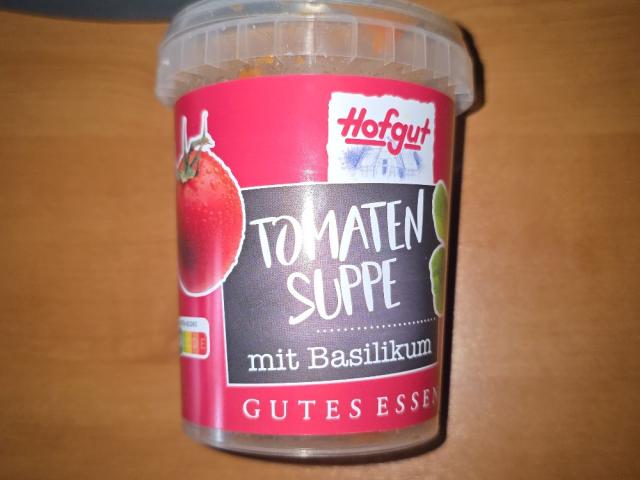 Hofgut
TOMATEN
SUPPE
mit Basilikum
GUTES ESSEN